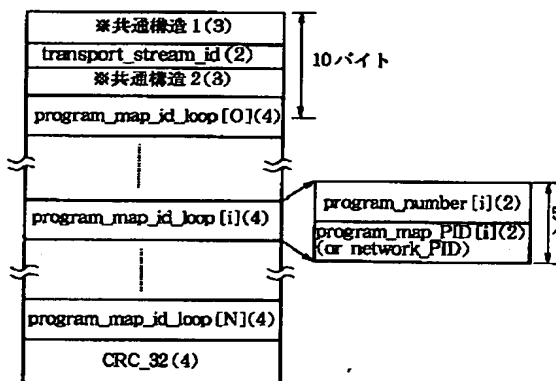 ※共通構造1(3)
transport_stream_id(2)
※共通構造2(3)
program_map_id_loop[0](4)
10バイト
program_map_id_loop[i](4)
program_number[i](2)
program_map_PID[i](2)
(or network_PID)
5
program_map_id_loop[N](4)
CRC_32(4)